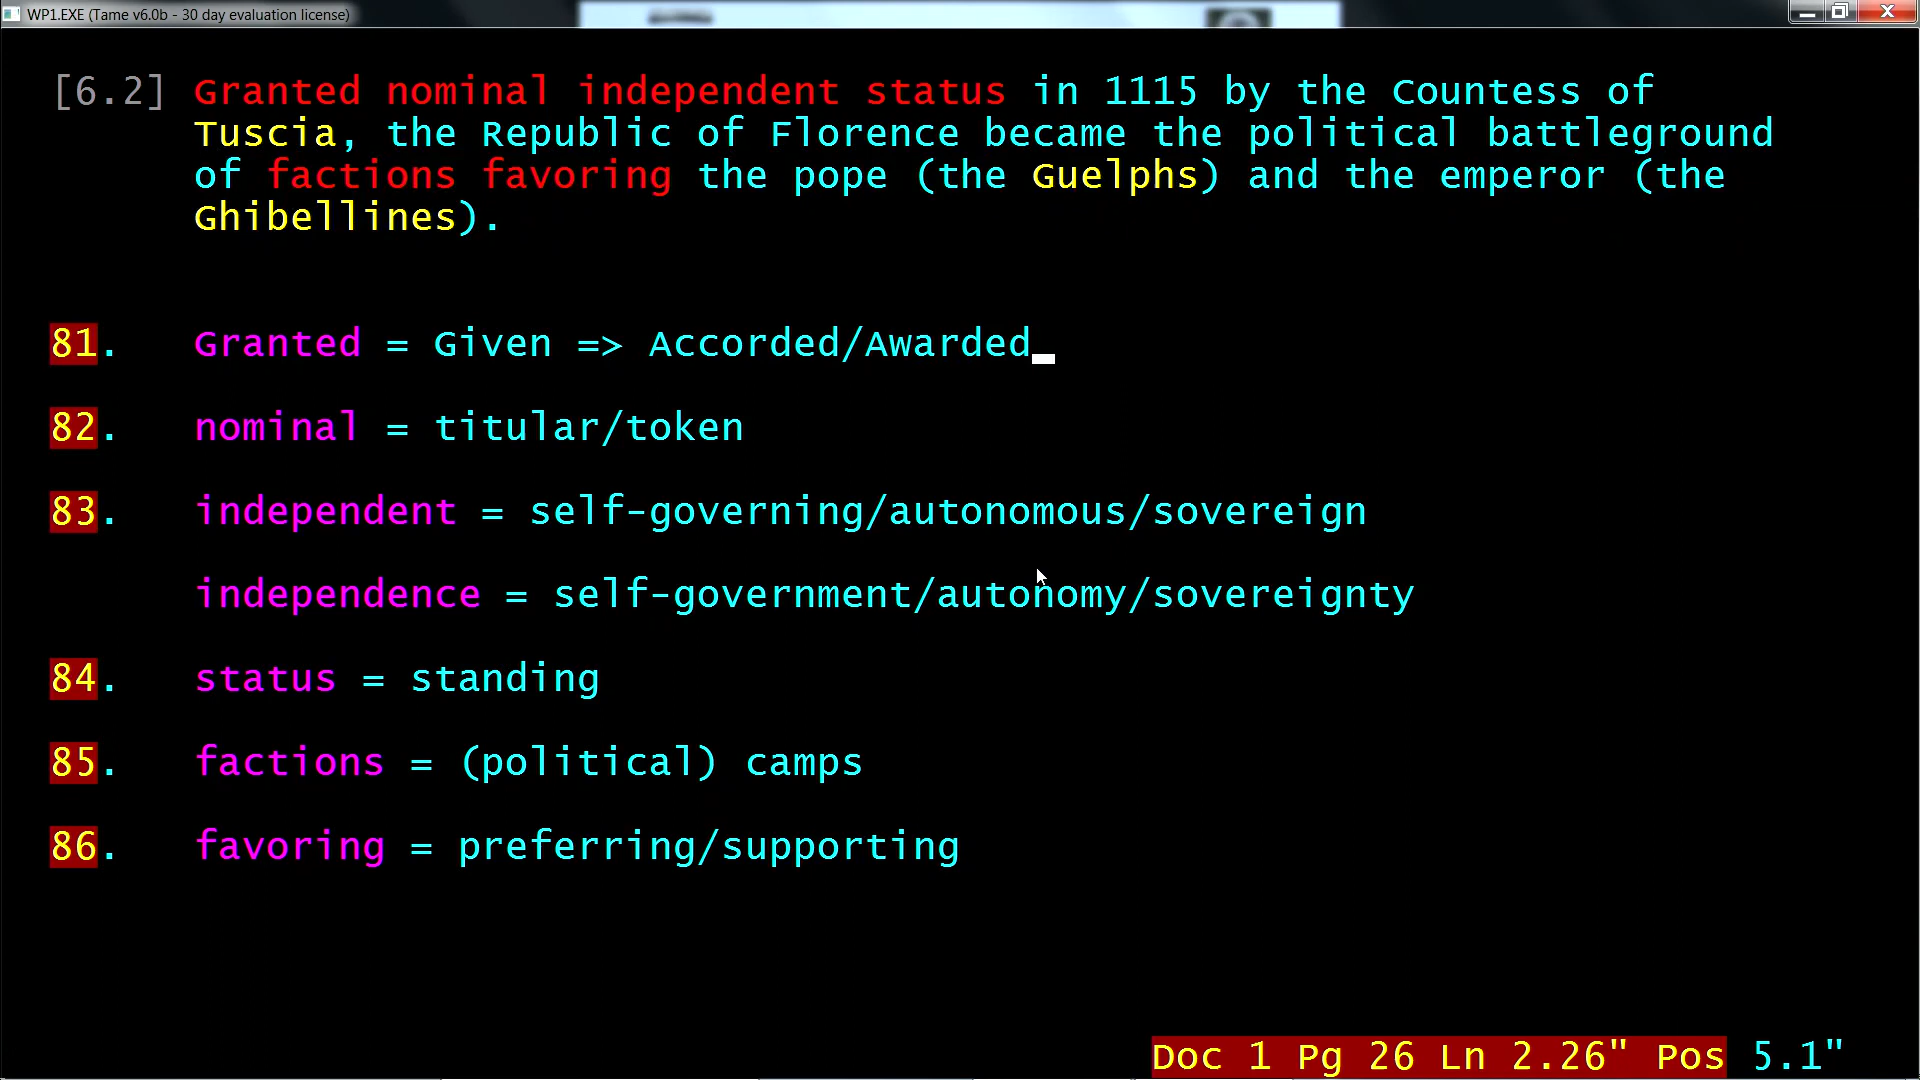 WP1.EXE (Tame v6.0b - 30 day evaluation license)
[6.2] Granted nominal independent status in 1115 by the Countess of
Tuscia, the Republic of Florence became the political battleground
of factions favoring the pope (the Guelphs) and the emperor (the
Ghibellines).
81. Granted = Given => Accorded/Awarded
82. nominal = titular/token
83. independent = self-governing/autonomous/sovereign
independence = self-government/autonomy/sovereignty
84. status = standing
85. factions = (political) camps
86. favoring = preferring/supporting
Doc 1 Pg 26 Ln 2.26" Pos 5.1"